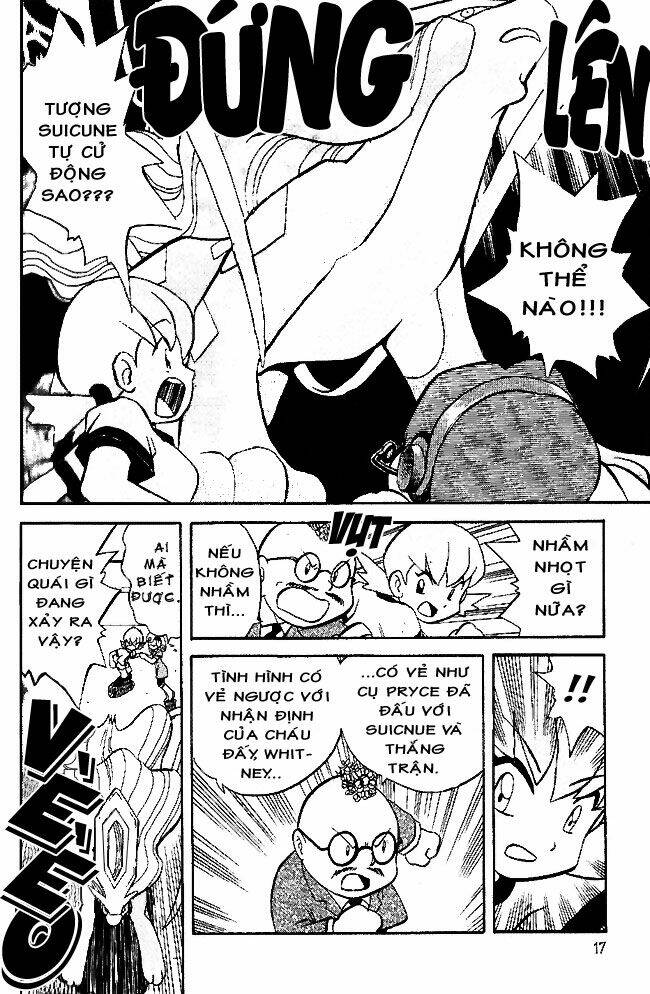 ĐỨNG
LÊN
TƯỢNG
SUICUNE
TỰ CỬ
ĐỘNG
SAO???
KHÔNG
THỂ
NÀO!!!
CHUYỆN
QUÁI GÌ
ĐANG
XẢY RA
VẬY?
AI
MÀ
BIẾT
ĐƯỢC.
VÈÈO
NẾU
KHÔNG
NHẦM
THÌ...
VỤT
NHẦM
NHỌT
GÌ
NỮA?
TÌNH HÌNH CÓ
VẺ NGƯỢC VỚI
NHẬN ĐỊNH
CỦA CHÁU
ĐẤY, WHIT-
NEY...
...CÓ VẺ NHƯ
CỤ PRYCE ĐÃ
ĐẤU VỚI
SUICNUE VÀ
THẮNG
TRẬN.
!!
17